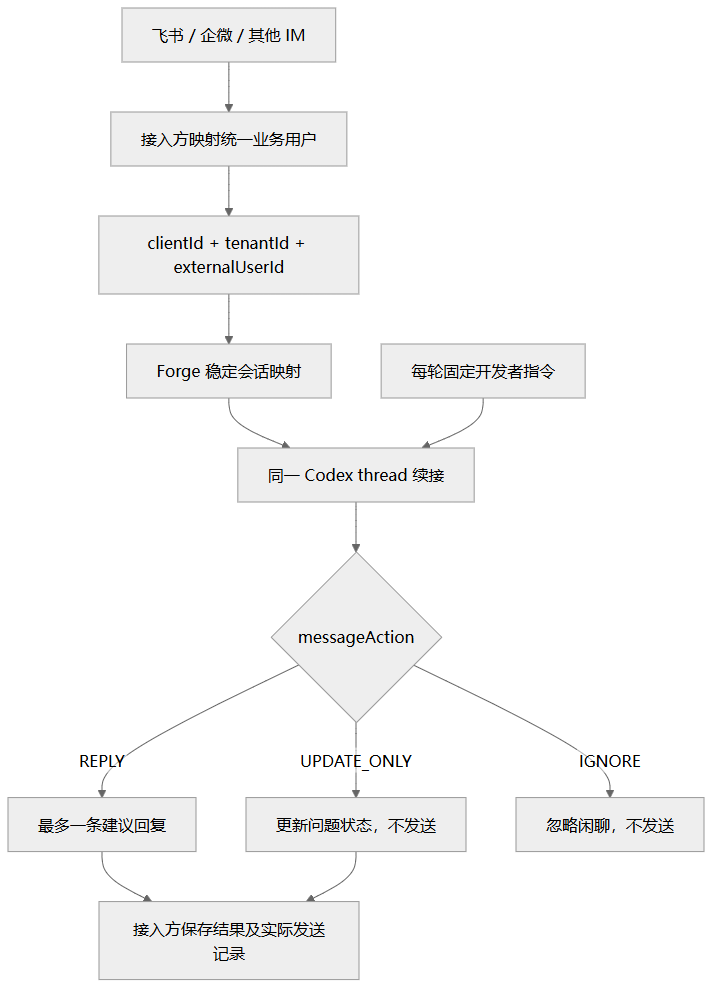 飞书 / 企微 / 其他 IM
接入方映射统一业务用户
clientId + tenantId +
externalUserId
Forge 稳定会话映射
每轮固定开发者指令
同一 Codex thread 续接
messageAction
REPLY
UPDATE_ONLY
IGNORE
最多一条建议回复
更新问题状态，不发送
忽略闲聊，不发送
接入方保存结果及实际发送
记录